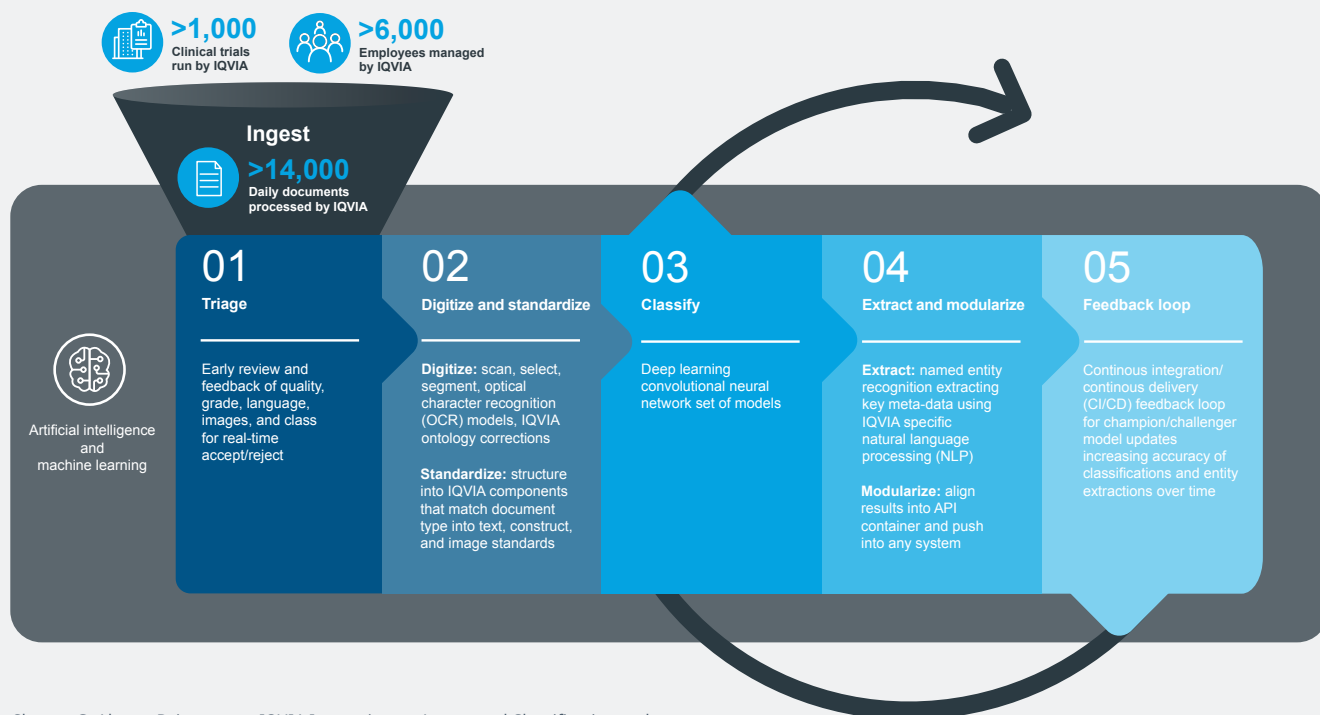 >1,000
Clinical trials
run by IQVIA
>6,000
Employees managed
by IQVIA
Ingest
>14,000
Daily documents
processed by IQVIA
Artificial intelligence
and
machine learning
01
Triage
Early review and
feedback of quality,
grade, language,
images, and class
for real-time
accept/reject
02
Digitize and standardize
Digitize: scan, select,
segment, optical
character recognition
(OCR) models, IQVIA
ontology corrections
Standardize: structure
into IQVIA components
that match document
type into text, construct,
and image standards
03
Classify
Deep learning
convolutional neural
network set of models
04
Extract and modularize
Extract: named entity
recognition extracting
key meta-data using
IQVIA specific
natural language
processing (NLP)
Modularize: align
results into API
container and push
into any system
05
Feedback loop
Continous integration/
continous delivery
(CI/CD) feedback loop
for champion/challenger
model updates
increasing accuracy of
classifications and entity
extractions over time